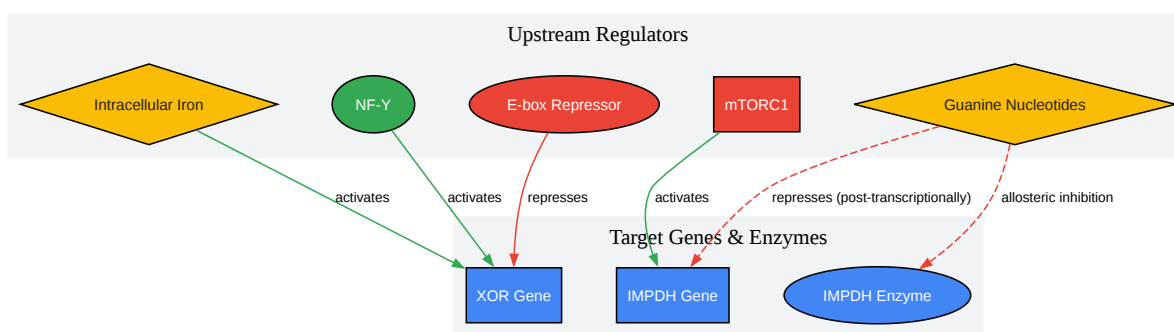 Upstream Regulators
Intracellular Iron
NF-Y
E-box Repressor
mTORC1
Guanine Nucleotides
activates
activates
represses
activates
represses (post-transcriptionally)
allosteric inhibition
Target Genes & Enzymes
XOR Gene
IMPDH Gene
IMPDH Enzyme